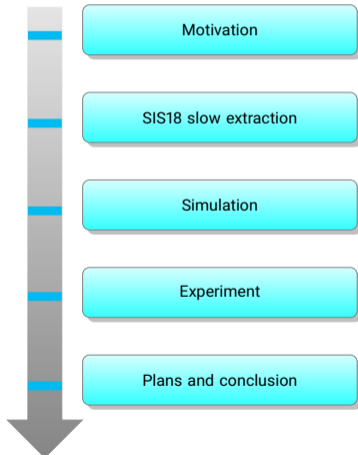 Motivation
SIS18 slow extraction
Simulation
Experiment
Plans and conclusion